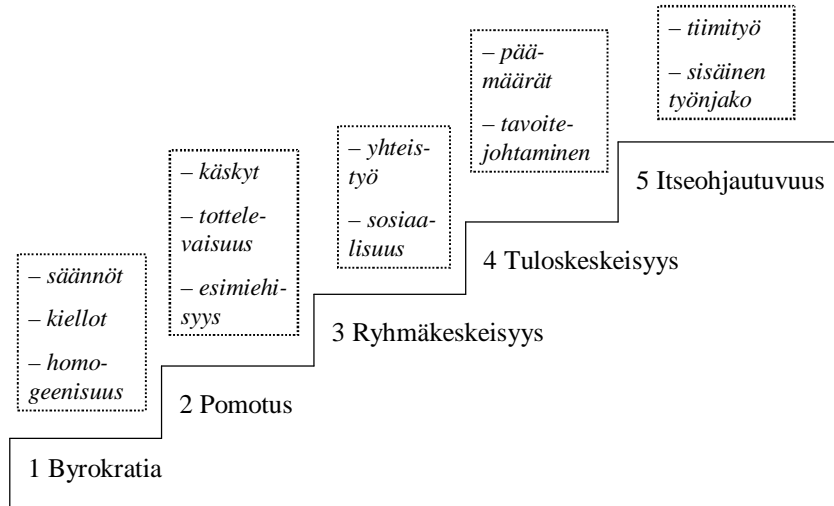 – säännöt
– kiellot
– homo-
geenisuus
1 Byrokratia
– käskyt
– tottele-
vaisuus
– esimiehi-
syys
2 Pomotus
– yhteis-
työ
– sosiaa-
lisuus
3 Ryhmäkeskeisyys
– pää-
määrät
– tavoite-
johtaminen
4 Tuloskeskeisyys
– tiimityö
– sisäinen
työnjako
5 Itseohjautuvuus